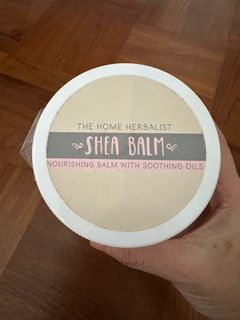 THE HOME HERBALIST
SHEA BALM
NOURISHING BALM WITH SOOTHING OILS